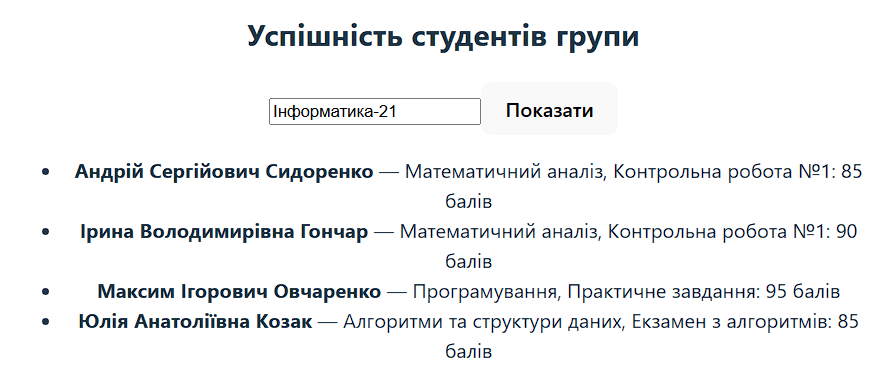 Успішність студентів групи
Інформатика-21 Показати
Андрій Сергійович Сидоренко — Математичний аналіз, Контрольна робота №1: 85
балів
Ірина Володимирівна Гончар — Математичний аналіз, Контрольна робота №1: 90
балів
Максим Ігорович Овчаренко — Програмування, Практичне завдання: 95 балів
Юлія Анатоліївна Козак — Алгоритми та структури даних, Екзамен з алгоритмів: 85
балів